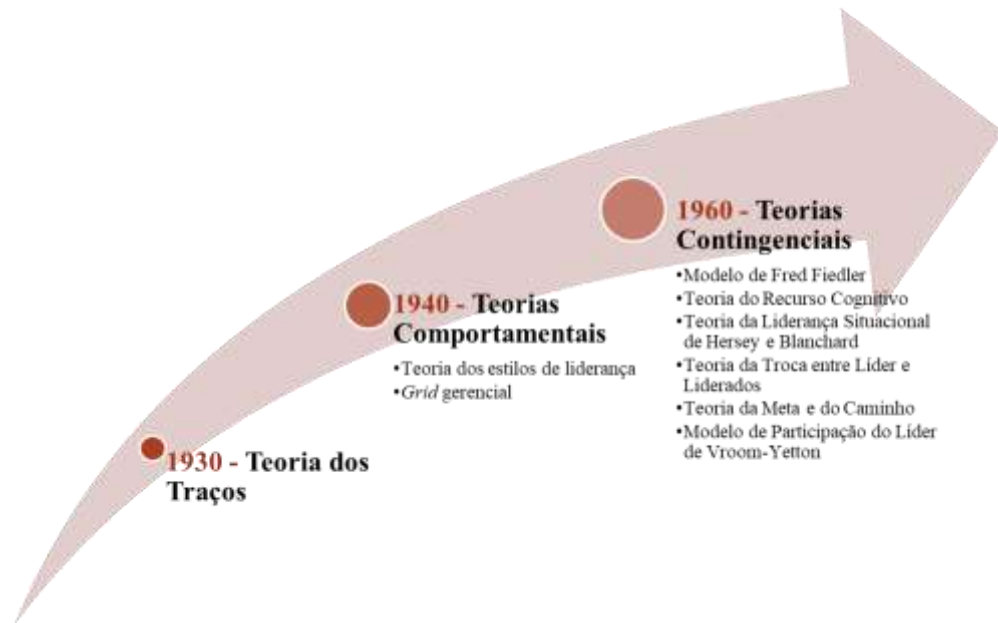 1930 - Teoria dos
Traços
1940 - Teorias
Comportamentais
•Teoria dos estilos de liderança
•Grid gerencial
1960 - Teorias
Contingenciais
•Modelo de Fred Fiedler
•Teoria do Recurso Cognitivo
•Teoria da Liderança Situacional
de Hersey e Blanchard
•Teoria da Troca entre Líder e
Liderados
•Teoria da Meta e do Caminho
•Modelo de Participação do Líder
de Vroom-Yetton